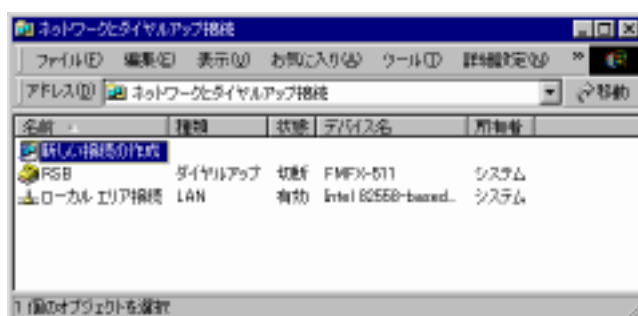 ネットワークとダイヤルアップ接続
ファイル(F) 編集(E) 表示(V) お気に入り(A) ツール(T) 詳細設定(N) »
アドレス(D) ネットワークとダイヤルアップ接続 移動
名前 種類 状態 デバイス名 所有者
新しい接続の作成
RSB ダイヤルアップ 切断 FMFX-511 システム
ローカル エリア接続 LAN 有効 Intel 82558-based... システム
1 個のオブジェクトを選択